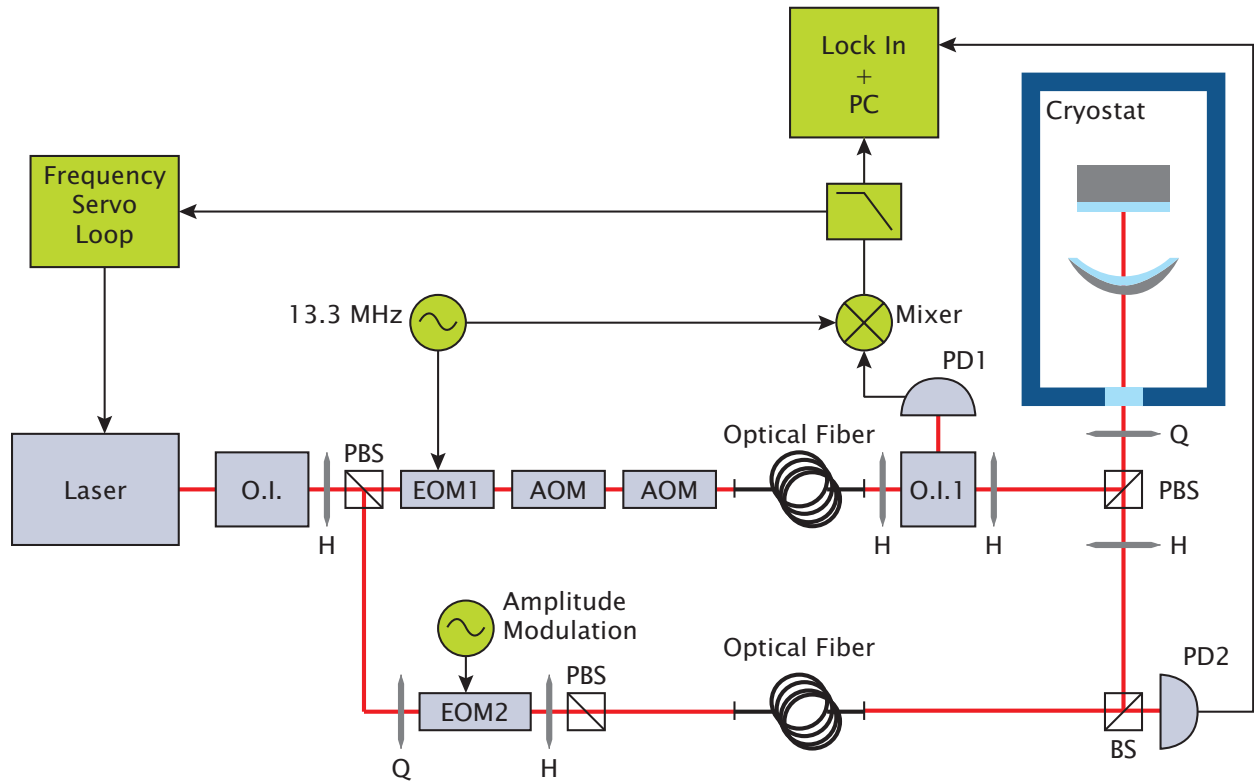 Lock In
+
PC
Cryostat
Frequency
Servo
Loop
13.3 MHz
Mixer
PD1
Optical Fiber
Q
PBS
Laser
O.I.
EOM1
AOM
AOM
O.I.1
PBS
H
H
H
H
Amplitude
Modulation
Optical Fiber
PD2
PBS
EOM2
Q
H
BS